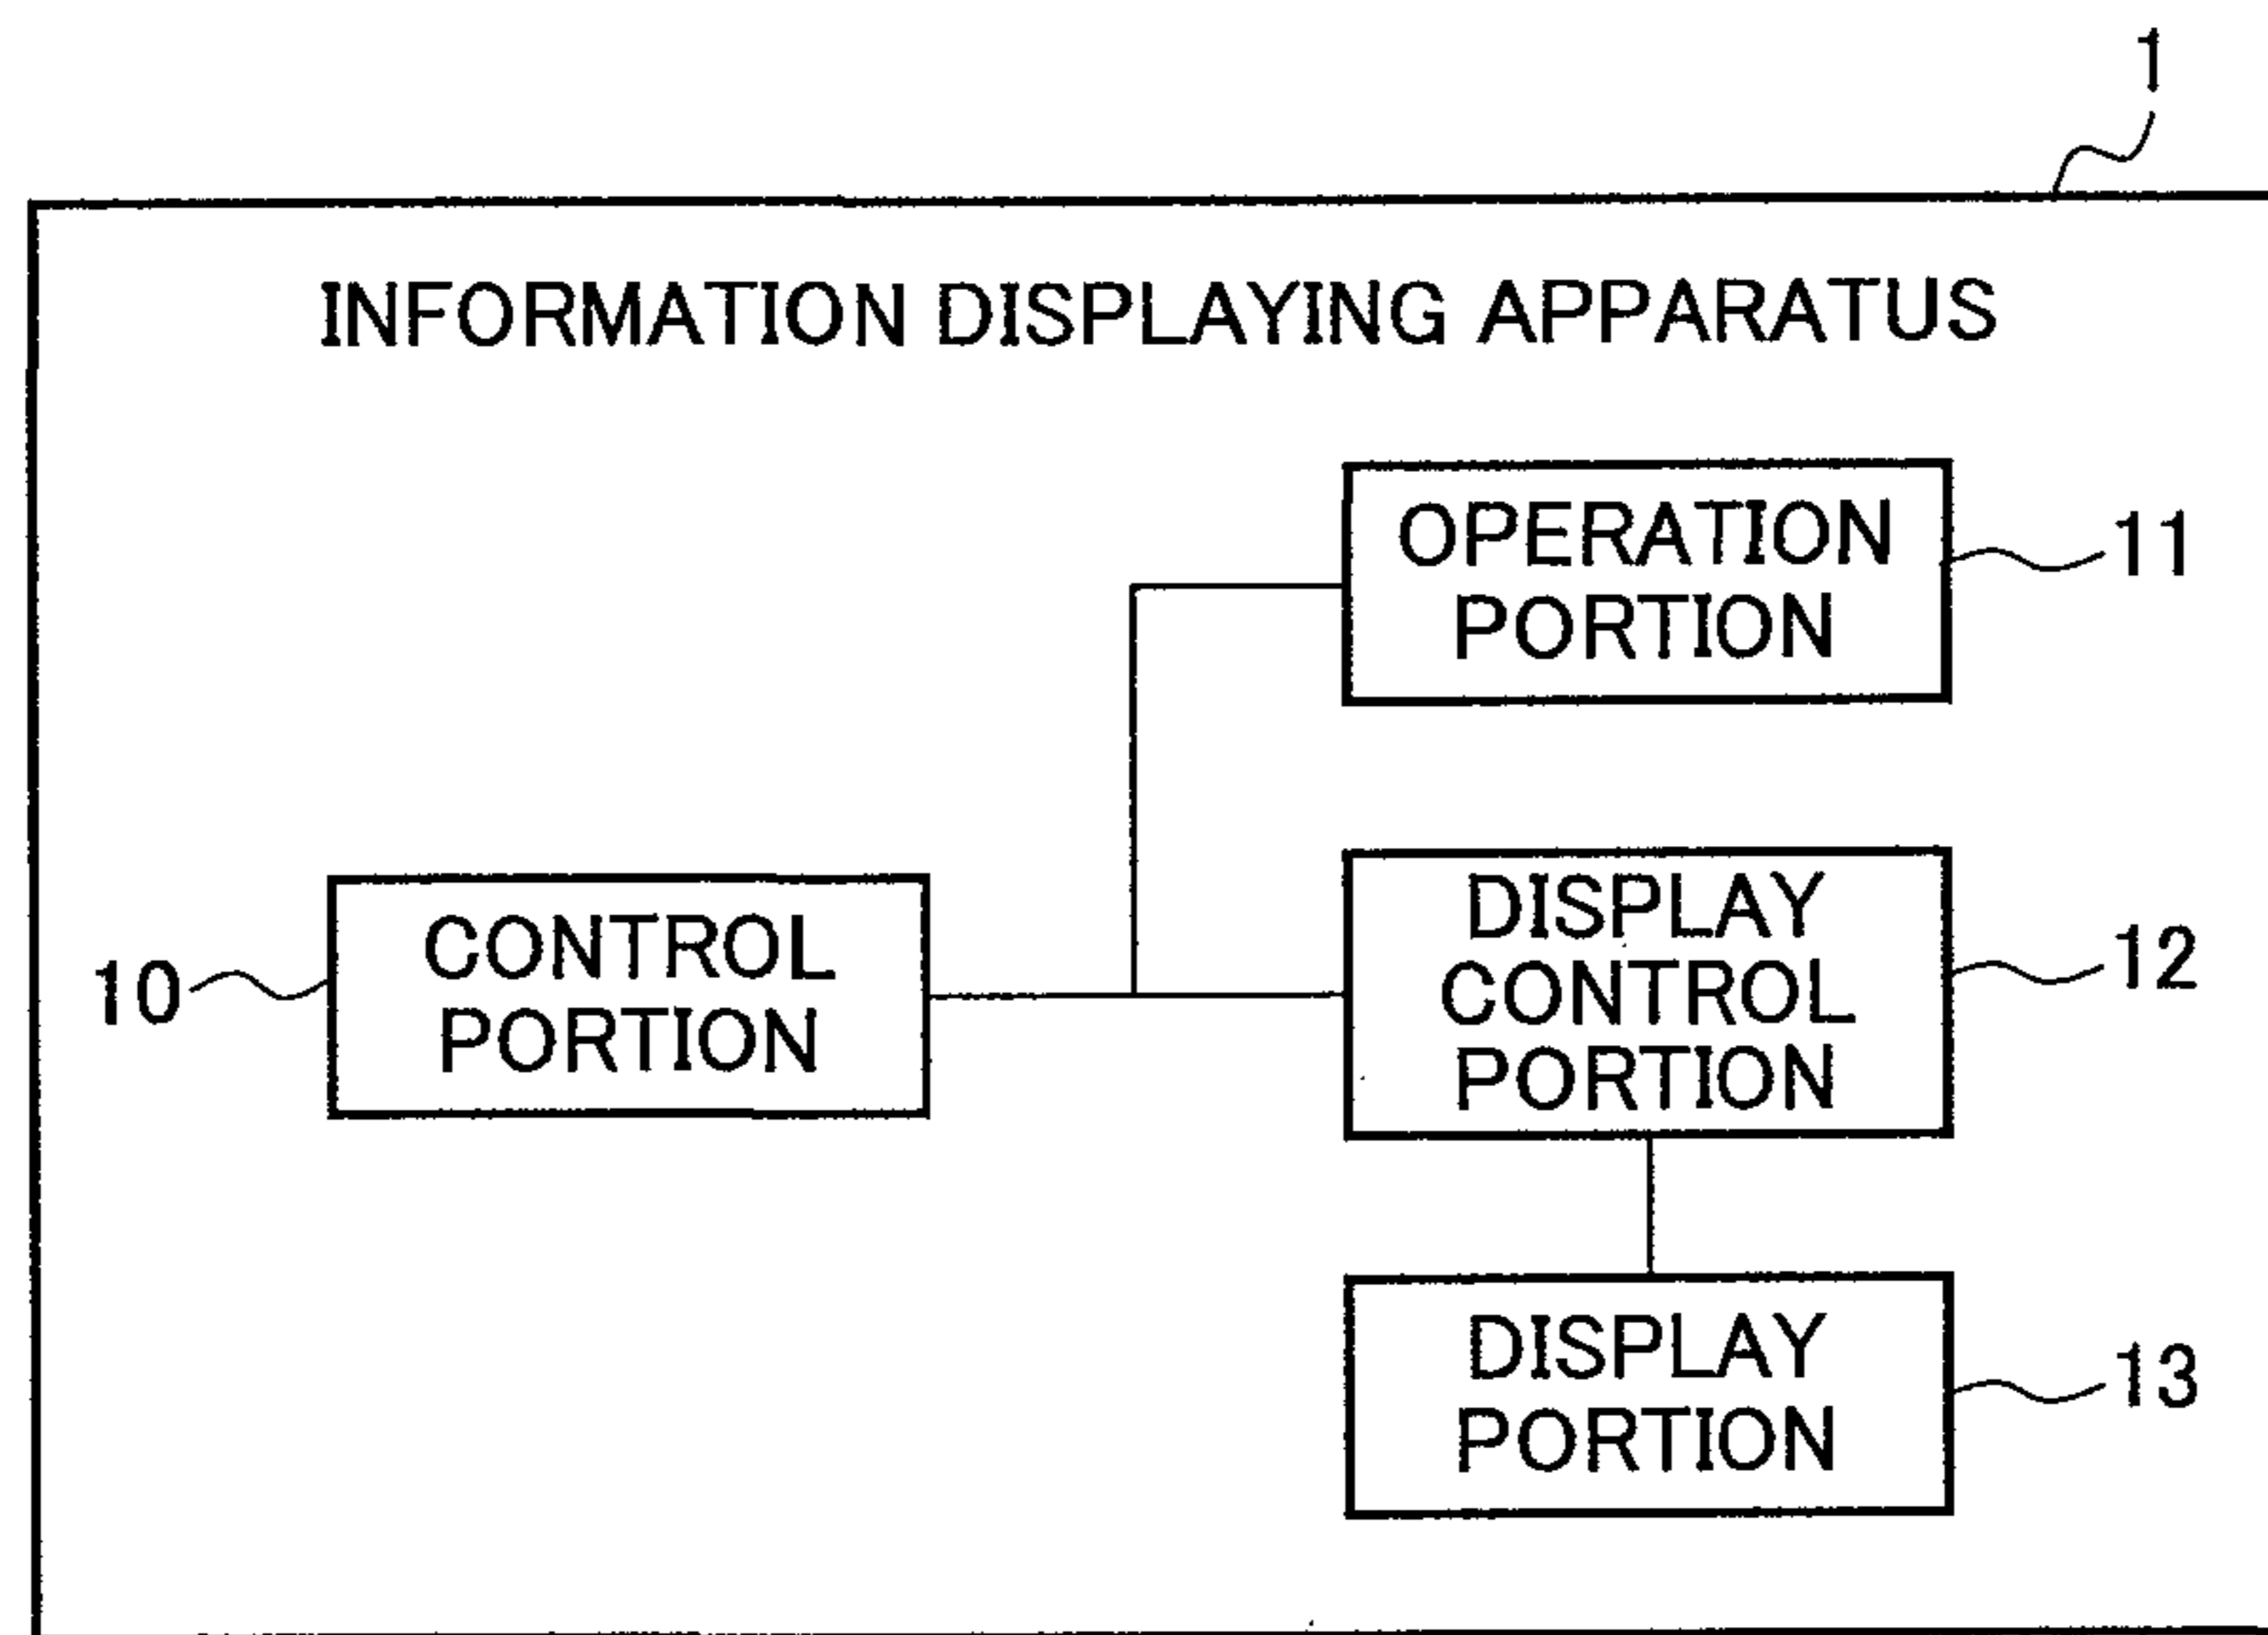 1
INFORMATION DISPLAYING APPARATUS
OPERATION
PORTION
11
10
CONTROL
PORTION
DISPLAY
CONTROL
PORTION
12
DISPLAY
PORTION
13